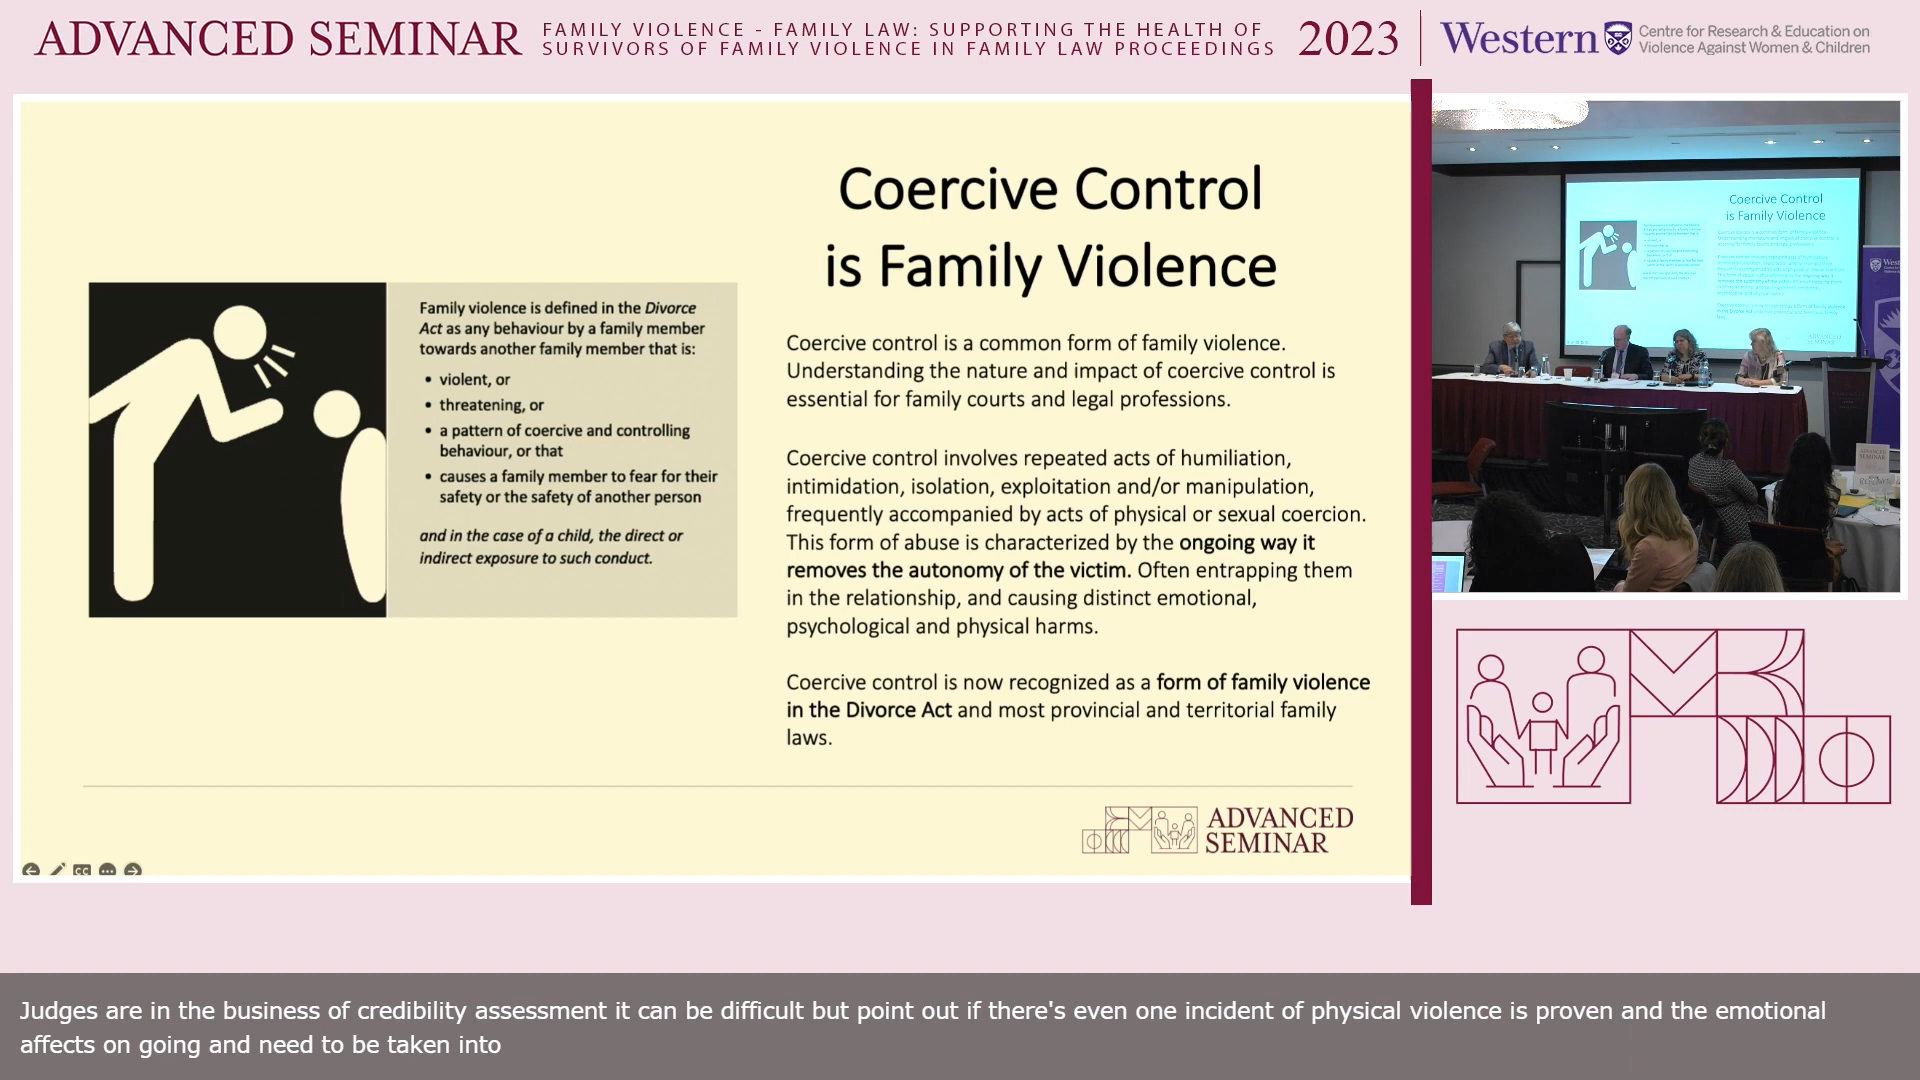 ADVANCED SEMINAR
FAMILY VIOLENCE - FAMILY LAW: SUPPORTING THE HEALTH OF
SURVIVORS OF FAMILY VIOLENCE IN FAMILY LAW PROCEEDINGS
2023
Western
Centre for Research & Education on
Violence Against Women & Children
Coercive Control
is Family Violence
Family violence is defined in the Divorce
Act as any behaviour by a family member
towards another family member that is:
• violent, or
• threatening, or
• a pattern of coercive and controlling
behaviour, or that
• causes a family member to fear for their
safety or the safety of another person
and in the case of a child, the direct or
indirect exposure to such conduct.
Coercive control is a common form of family violence.
Understanding the nature and impact of coercive control is
essential for family courts and legal professions.
Coercive control involves repeated acts of humiliation,
intimidation, isolation, exploitation and/or manipulation,
frequently accompanied by acts of physical or sexual coercion.
This form of abuse is characterized by the ongoing way it
removes the autonomy of the victim. Often entrapping them
in the relationship, and causing distinct emotional,
psychological and physical harms.
Coercive control is now recognized as a form of family violence
in the Divorce Act and most provincial and territorial family
laws.
ADVANCED
SEMINAR
CC
Coercive Control
is Family Violence
Judges are in the business of credibility assessment it can be difficult but point out if there's even one incident of physical violence is proven and the emotional
affects on going and need to be taken into